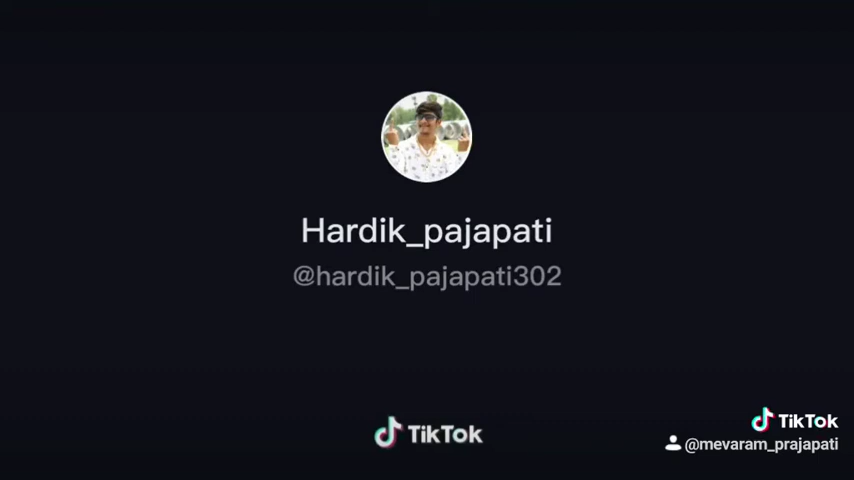 Hardik_pajapati
@hardik_pajapati302
TikTok
TikTok
@mevaram_prajapati